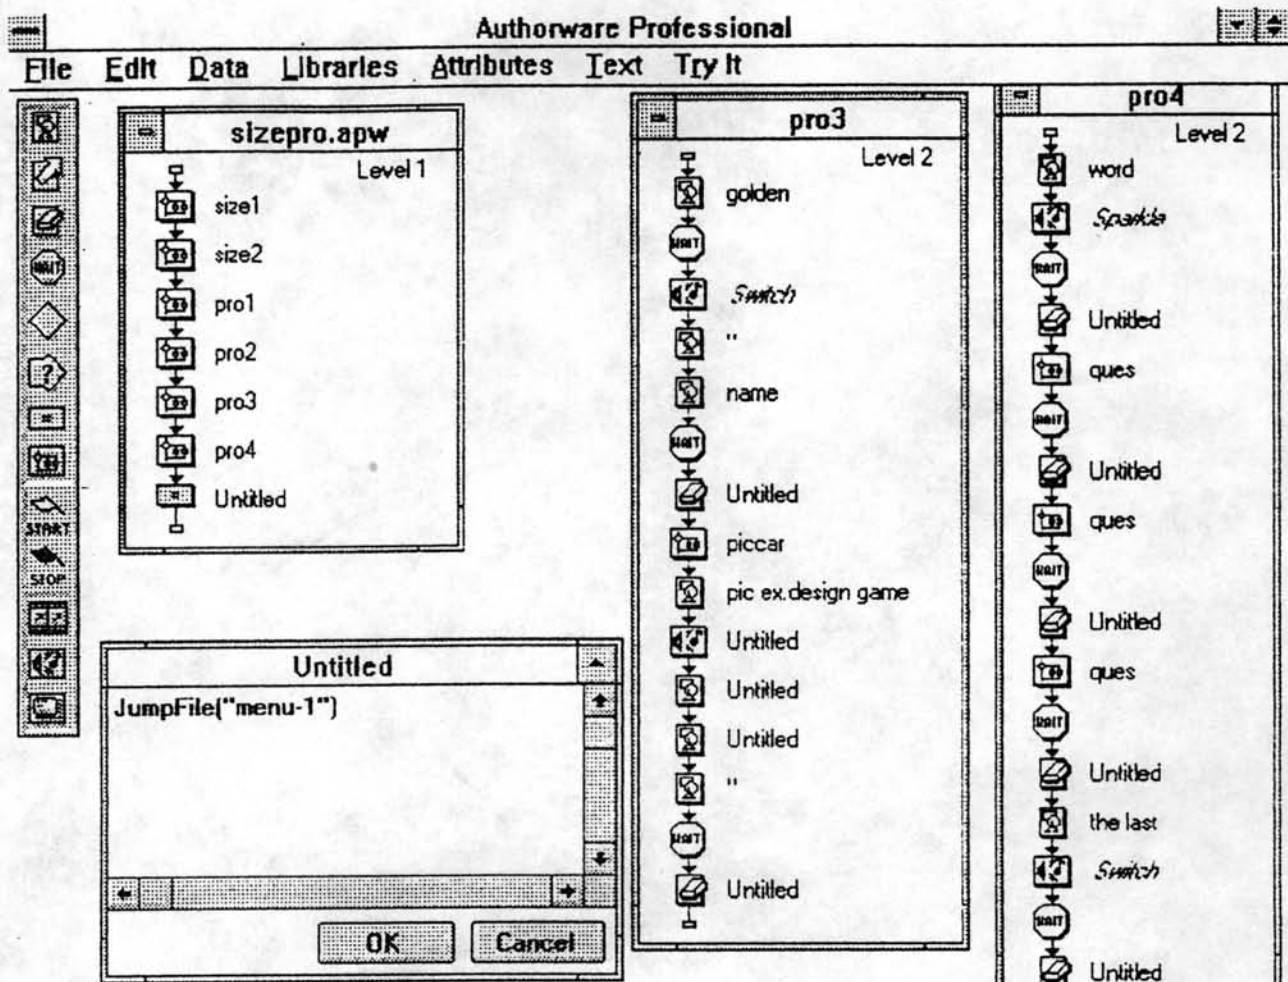 Authorware Professional
File Edit Data Libraries Attributes Text Try It
START
STOP
sizepro.apw
Level 1
size1
size2
pro1
pro2
pro3
pro4
Untitled
Untitled
JumpFile("menu-1")
OK Cancel
pro3
Level 2
golden
WAIT
Switch
"
name
WAIT
Untitled
piccar
pic ex.design game
Untitled
Untitled
Untitled
"
WAIT
Untitled
pro4
Level 2
word
Sparkle
WAIT
Untitled
ques
WAIT
Untitled
ques
WAIT
Untitled
ques
WAIT
Untitled
the last
Switch
WAIT
Untitled
WAIT